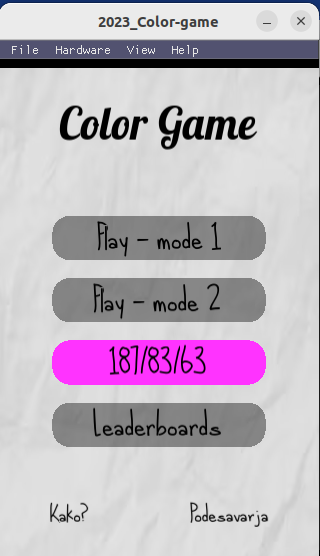 2023_Color-game
File Hardware View Help
Color Game
Play - mode 1
Play - mode 2
187/83/63
Leaderboards
Kako? Podesavarja